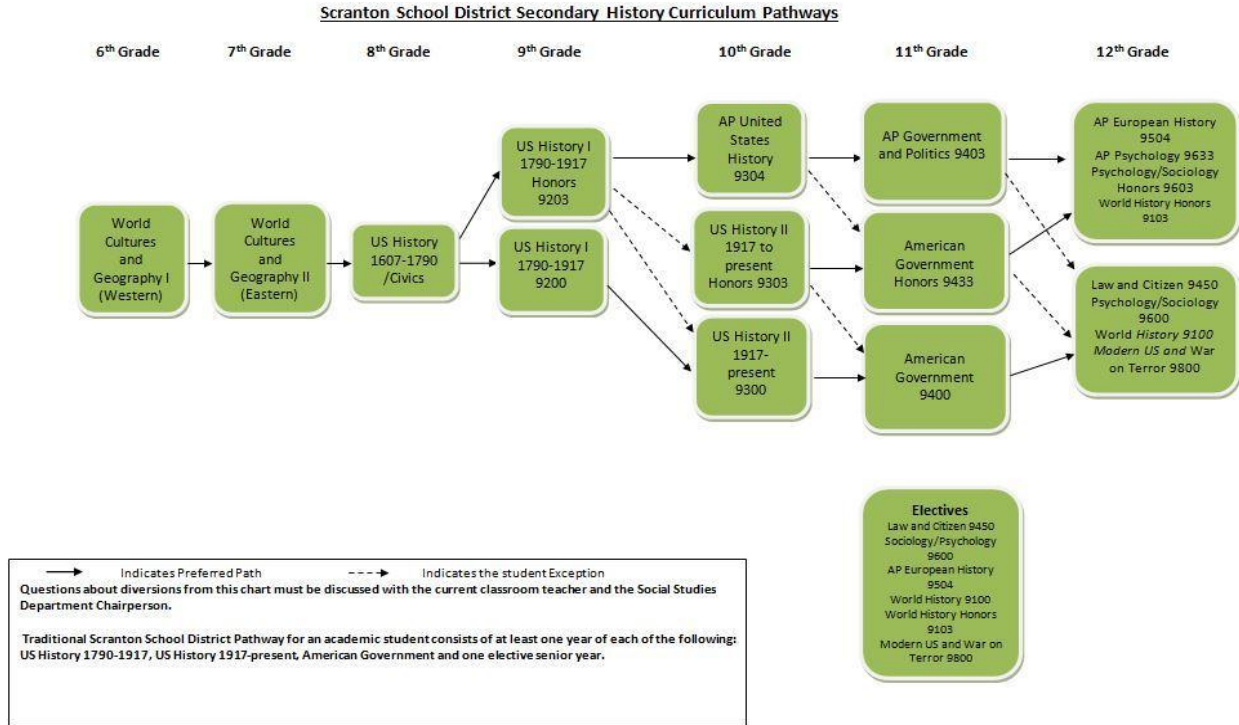 Scranton School District Secondary History Curriculum Pathways
6th Grade
7th Grade
8th Grade
9th Grade
10th Grade
11th Grade
12th Grade
World
Cultures
and
Geography I
(Western)
World
Cultures
and
Geography II
(Eastern)
US History
1607-1790
/Civics
US History I
1790-1917
Honors
9203
US History I
1790-1917
9200
AP United
States
History
9304
US History II
1917 to
present
Honors 9303
US History II
1917-
present
9300
AP Government
and Politics 9403
American
Government
Honors 9433
American
Government
9400
AP European History
9504
AP Psychology 9633
Psychology/Sociology
Honors 9603
World History Honors
9103
Law and Citizen 9450
Psychology/Sociology
9600
World History 9100
Modern US and War
on Terror 9800
Electives
Law and Citizen 9450
Sociology/Psychology
9600
AP European History
9504
World History 9100
World History Honors
9103
Modern US and War on
Terror 9800
Indicates Preferred Path
Indicates the student Exception
Questions about diversions from this chart must be discussed with the current classroom teacher and the Social Studies
Department Chairperson.
Traditional Scranton School District Pathway for an academic student consists of at least one year of each of the following:
US History 1790-1917, US History 1917-present, American Government and one elective senior year.